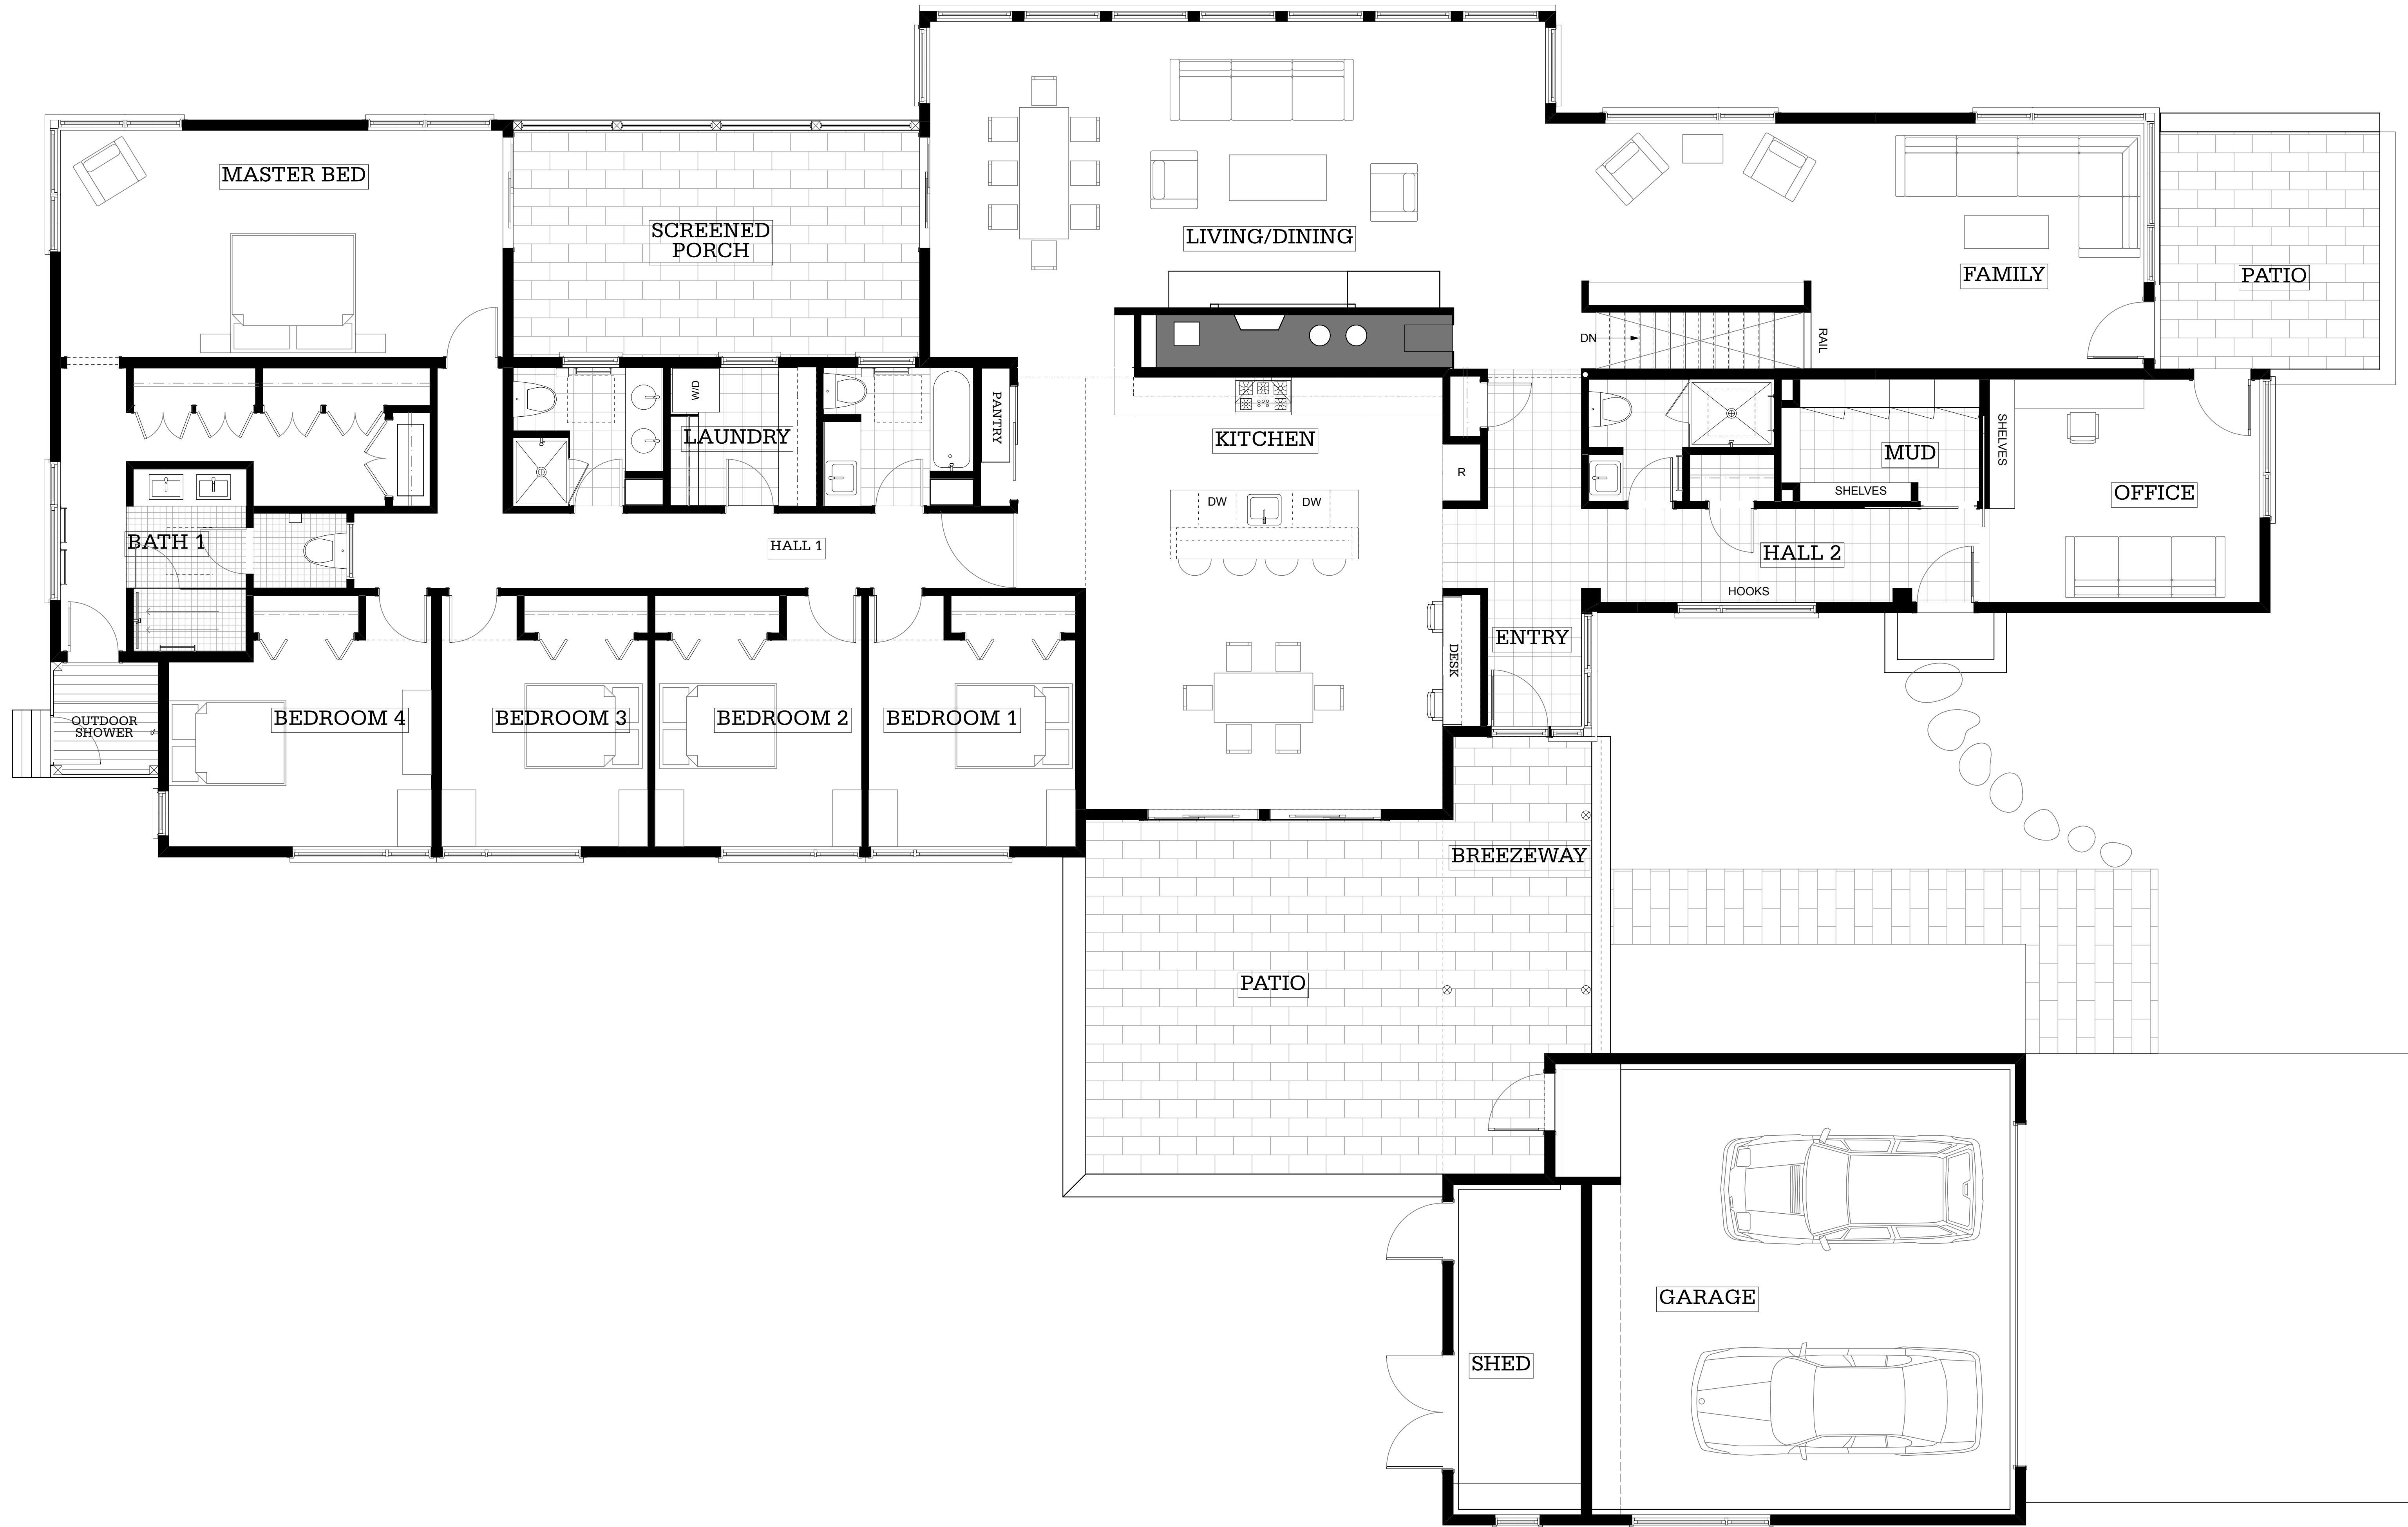 MASTER BED
SCREENED
PORCH
LIVING/DINING
FAMILY
PATIO
DN
RAIL
W/D
LAUNDRY
PANTRY
KITCHEN
R
MUD
SHELVES
SHELVES
OFFICE
DW
DW
BATH 1
HALL 1
HALL 2
HOOKS
ENTRY
DESK
OUTDOOR
SHOWER
BEDROOM 4
BEDROOM 3
BEDROOM 2
BEDROOM 1
BREEZEWAY
PATIO
GARAGE
SHED